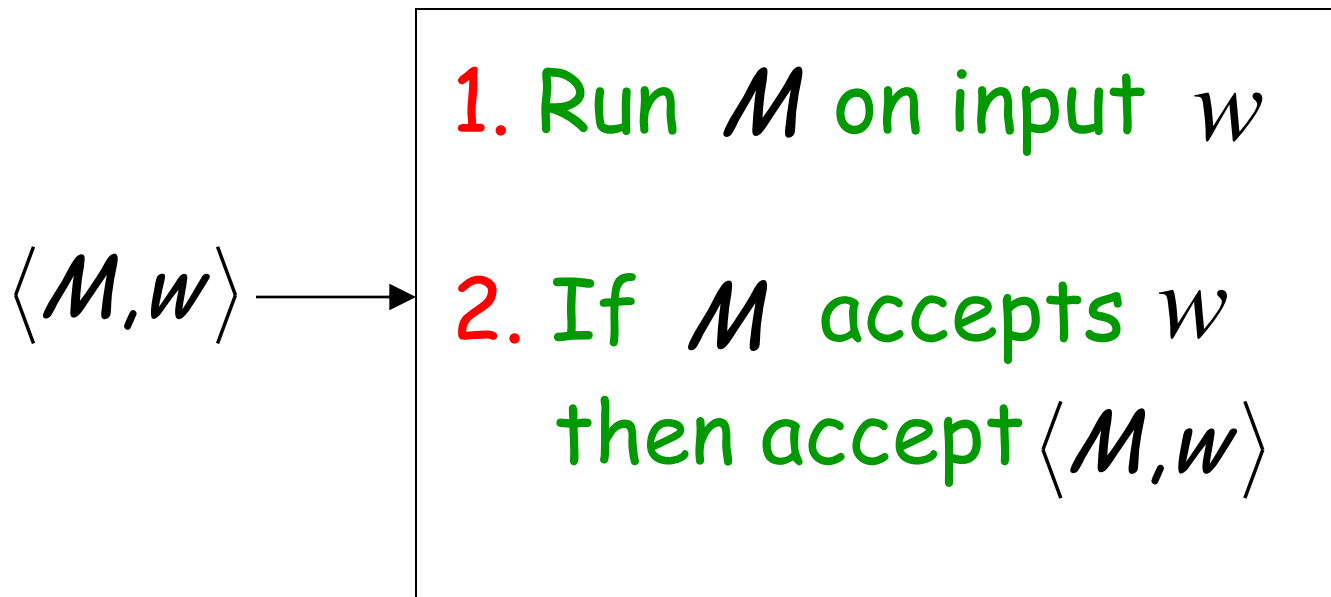 1. Run M on input w
⟨M,w⟩
2. If M accepts w
then accept ⟨M,w⟩